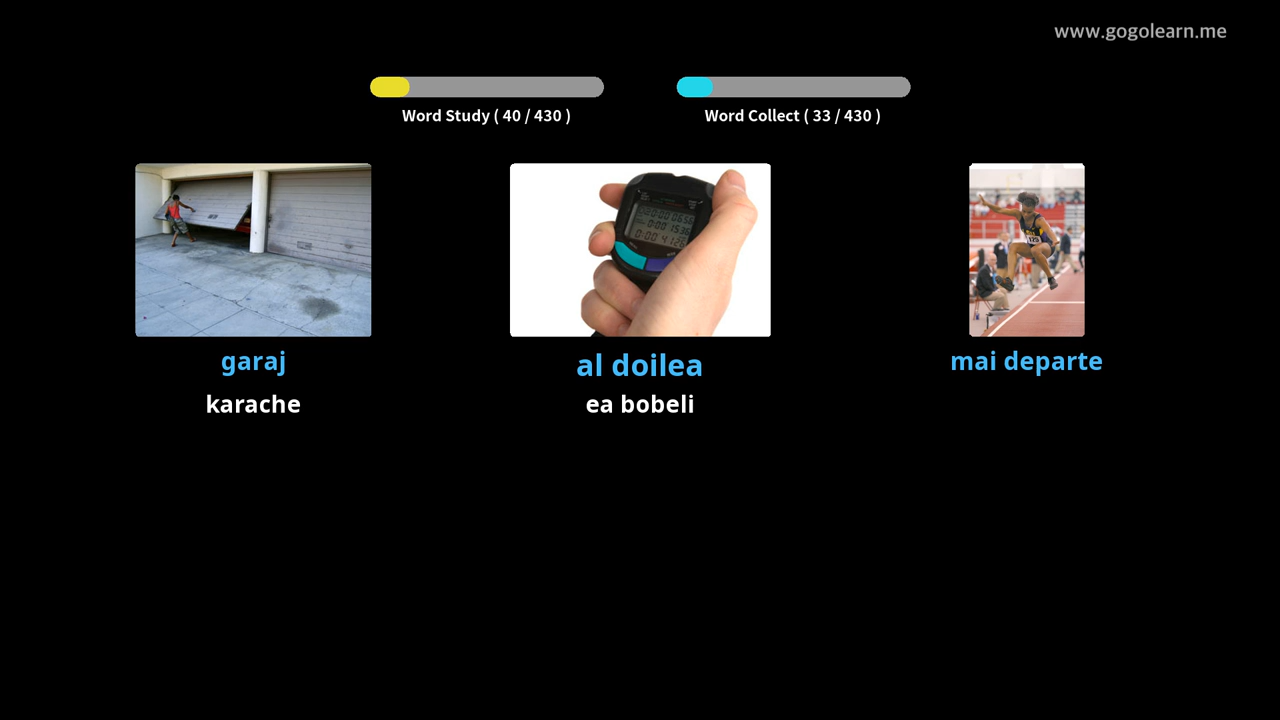 www.gogolearn.me
Word Study ( 40 / 430 )
Word Collect ( 33 / 430 )
garaj
al doilea
mai departe
karache
ea bobeli